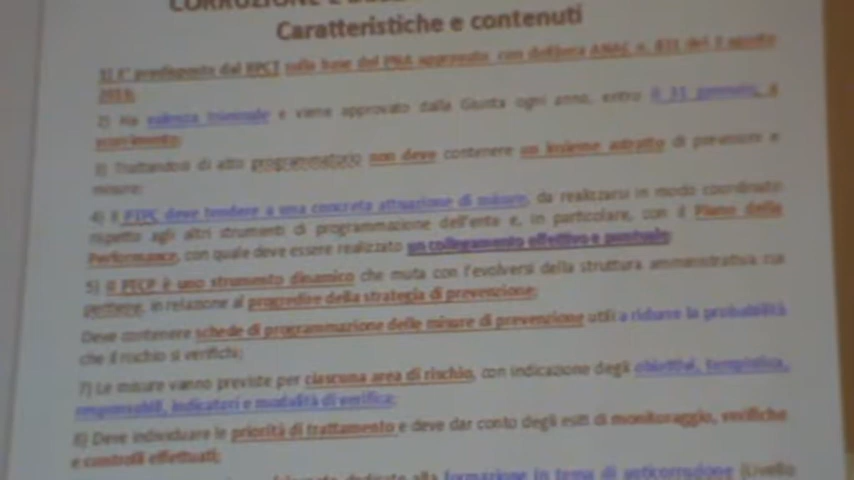 CORRUZIONE E
Caratteristiche e contenuti
1) E' predisposto dal RPCT sulla base del PNA approvato con delibera ANAC n. 831 del 3 agosto
2016;
2) Ha valenza triennale e viene approvato dalla Giunta ogni anno, entro il 31 gennaio, è
3) Trattandosi di atto programmatorio non deve contenere un insieme astratto di previsioni e
misure;
4) Il PTPC deve tendere a una concreta attuazione di misure, da realizzarsi in modo coordinato
rispetto agli altri strumenti di programmazione dell'ente e, in particolare, con il Piano della
Performance, con quale deve essere realizzato un collegamento effettivo e puntuale;
5) Il PTCP è uno strumento dinamico che muta con l'evolversi della struttura amministrativa cui
in relazione al progredire della strategia di prevenzione;
Deve contenere schede di programmazione delle misure di prevenzione utili a ridurre la probabilità
che il rischio si verifichi;
7) Le misure vanno previste per ciascuna area di rischio, con indicazione degli obiettivi, tempistica,
responsabili, indicatori e modalità di verifica;
8) Deve individuare le priorità di trattamento e deve dar conto degli esiti di monitoraggio, verifiche
e controlli effettuati;
dedicato alla formazione in tema di anticorruzione (Livello